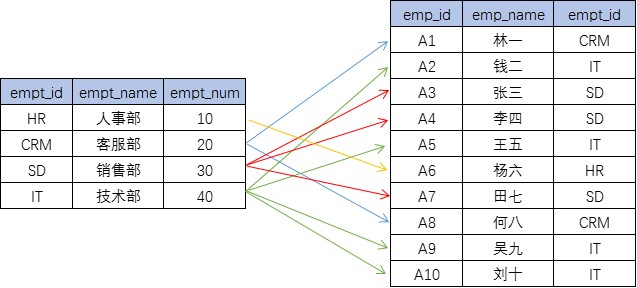 empt_id empt_name empt_num
HR 人事部 10
CRM 客服部 20
SD 销售部 30
IT 技术部 40
emp_id emp_name empt_id
A1 林一 CRM
A2 钱二 IT
A3 张三 SD
A4 李四 SD
A5 王五 IT
A6 杨六 HR
A7 田七 SD
A8 何八 CRM
A9 吴九 IT
A10 刘十 IT